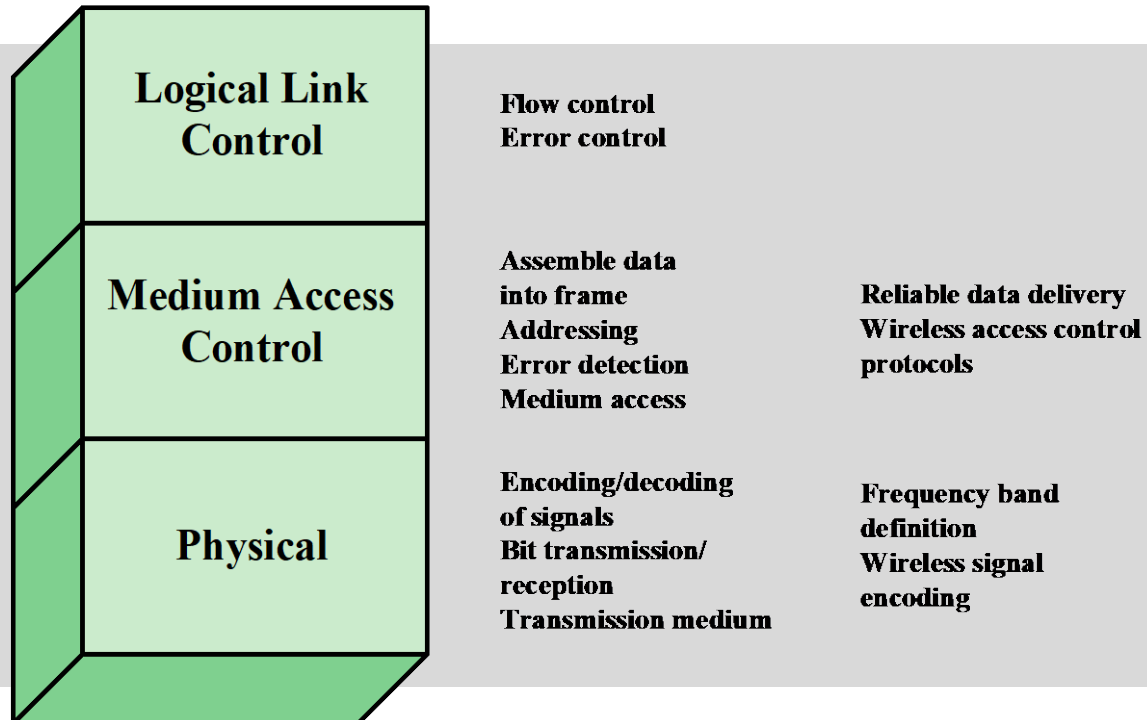 Logical Link
Control
Flow control
Error control
Medium Access
Control
Assemble data
into frame
Addressing
Error detection
Medium access
Reliable data delivery
Wireless access control
protocols
Physical
Encoding/decoding
of signals
Bit transmission/
reception
Transmission medium
Frequency band
definition
Wireless signal
encoding